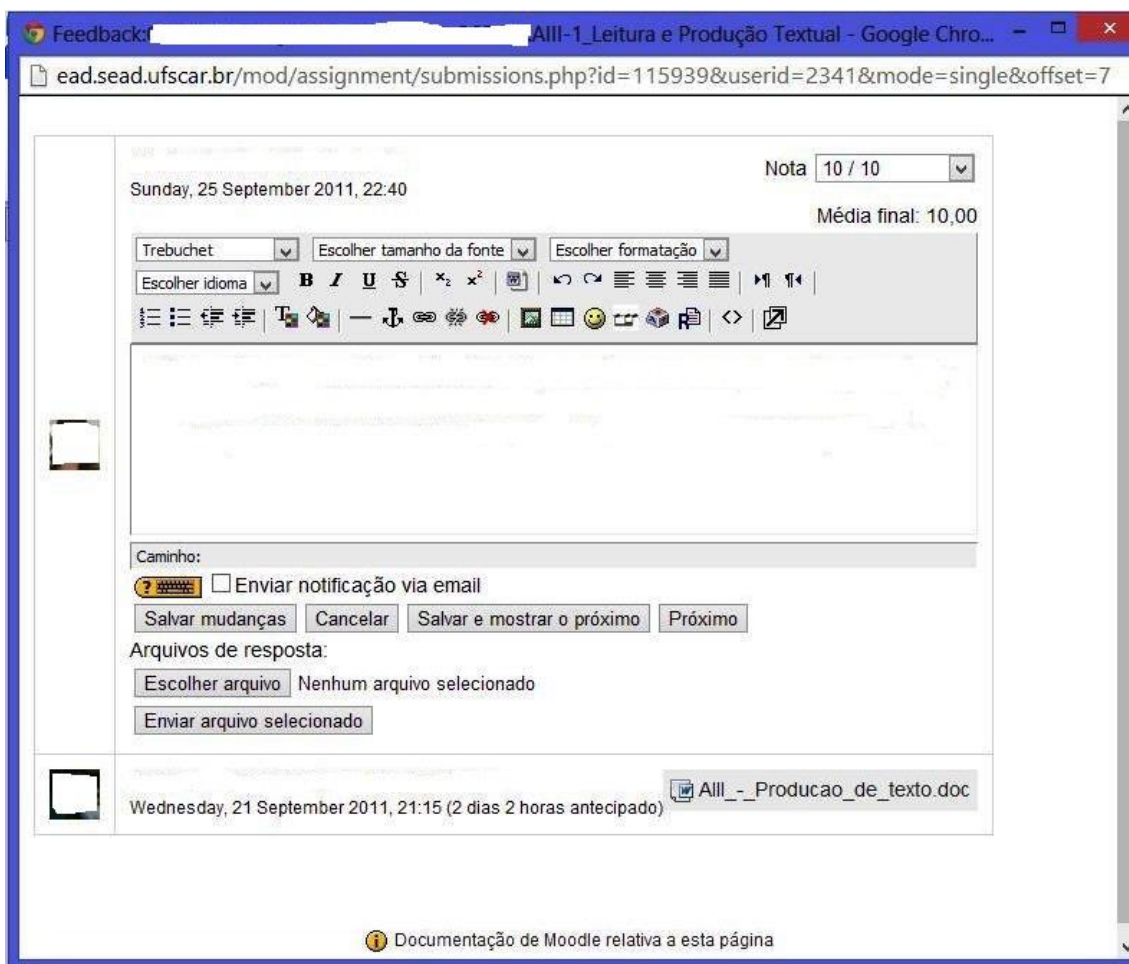 Feedback: AIII-1_Leitura e Produção Textual - Google Chro...
ead.sead.ufscar.br/mod/assignment/submissions.php?id=115939&userid=2341&mode=single&offset=7
Nota 10 / 10
Sunday, 25 September 2011, 22:40
Média final: 10,00
Trebuchet Escolher tamanho da fonte Escolher formatação
Escolher idioma B I U S x₂ x²
Caminho:
Enviar notificação via email
Salvar mudanças Cancelar Salvar e mostrar o próximo Próximo
Arquivos de resposta:
Escolher arquivo Nenhum arquivo selecionado
Enviar arquivo selecionado
AIII_-_Producao_de_texto.doc
Wednesday, 21 September 2011, 21:15 (2 dias 2 horas antecipado)
Documentação de Moodle relativa a esta página